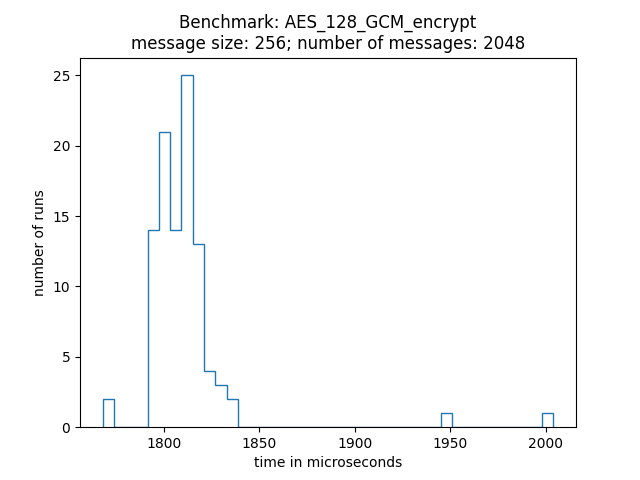 Benchmark: AES_128_GCM_encrypt
message size: 256; number of messages: 2048
25
20
15
10
5
0
number of runs
1800 1850 1900 1950 2000
time in microseconds